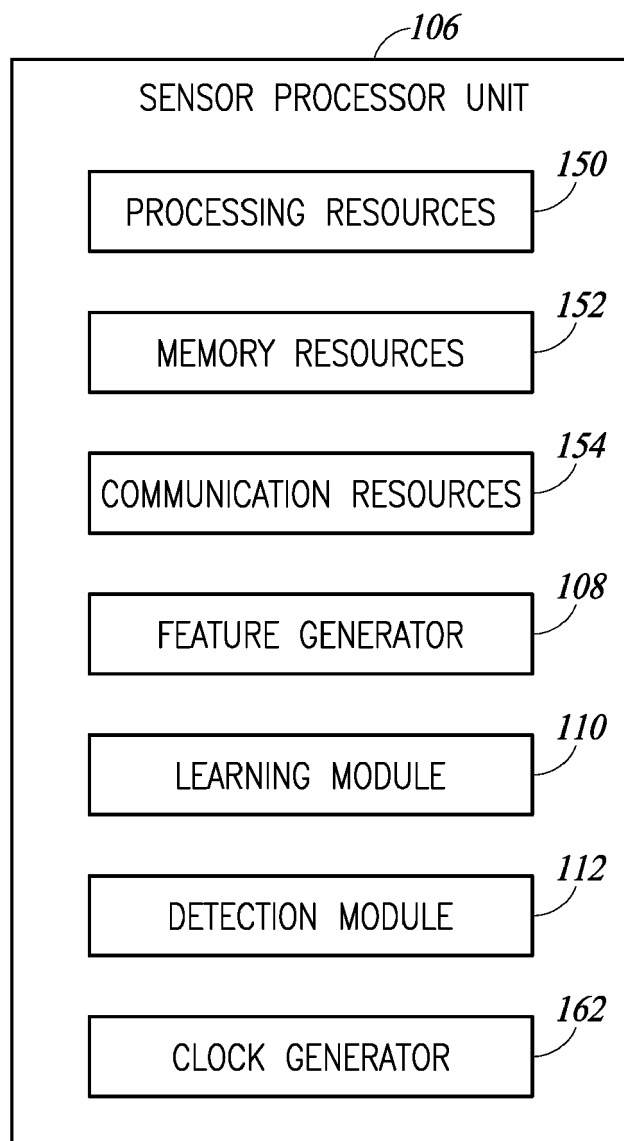 106
SENSOR PROCESSOR UNIT
150
PROCESSING RESOURCES
152
MEMORY RESOURCES
154
COMMUNICATION RESOURCES
108
FEATURE GENERATOR
110
LEARNING MODULE
112
DETECTION MODULE
162
CLOCK GENERATOR